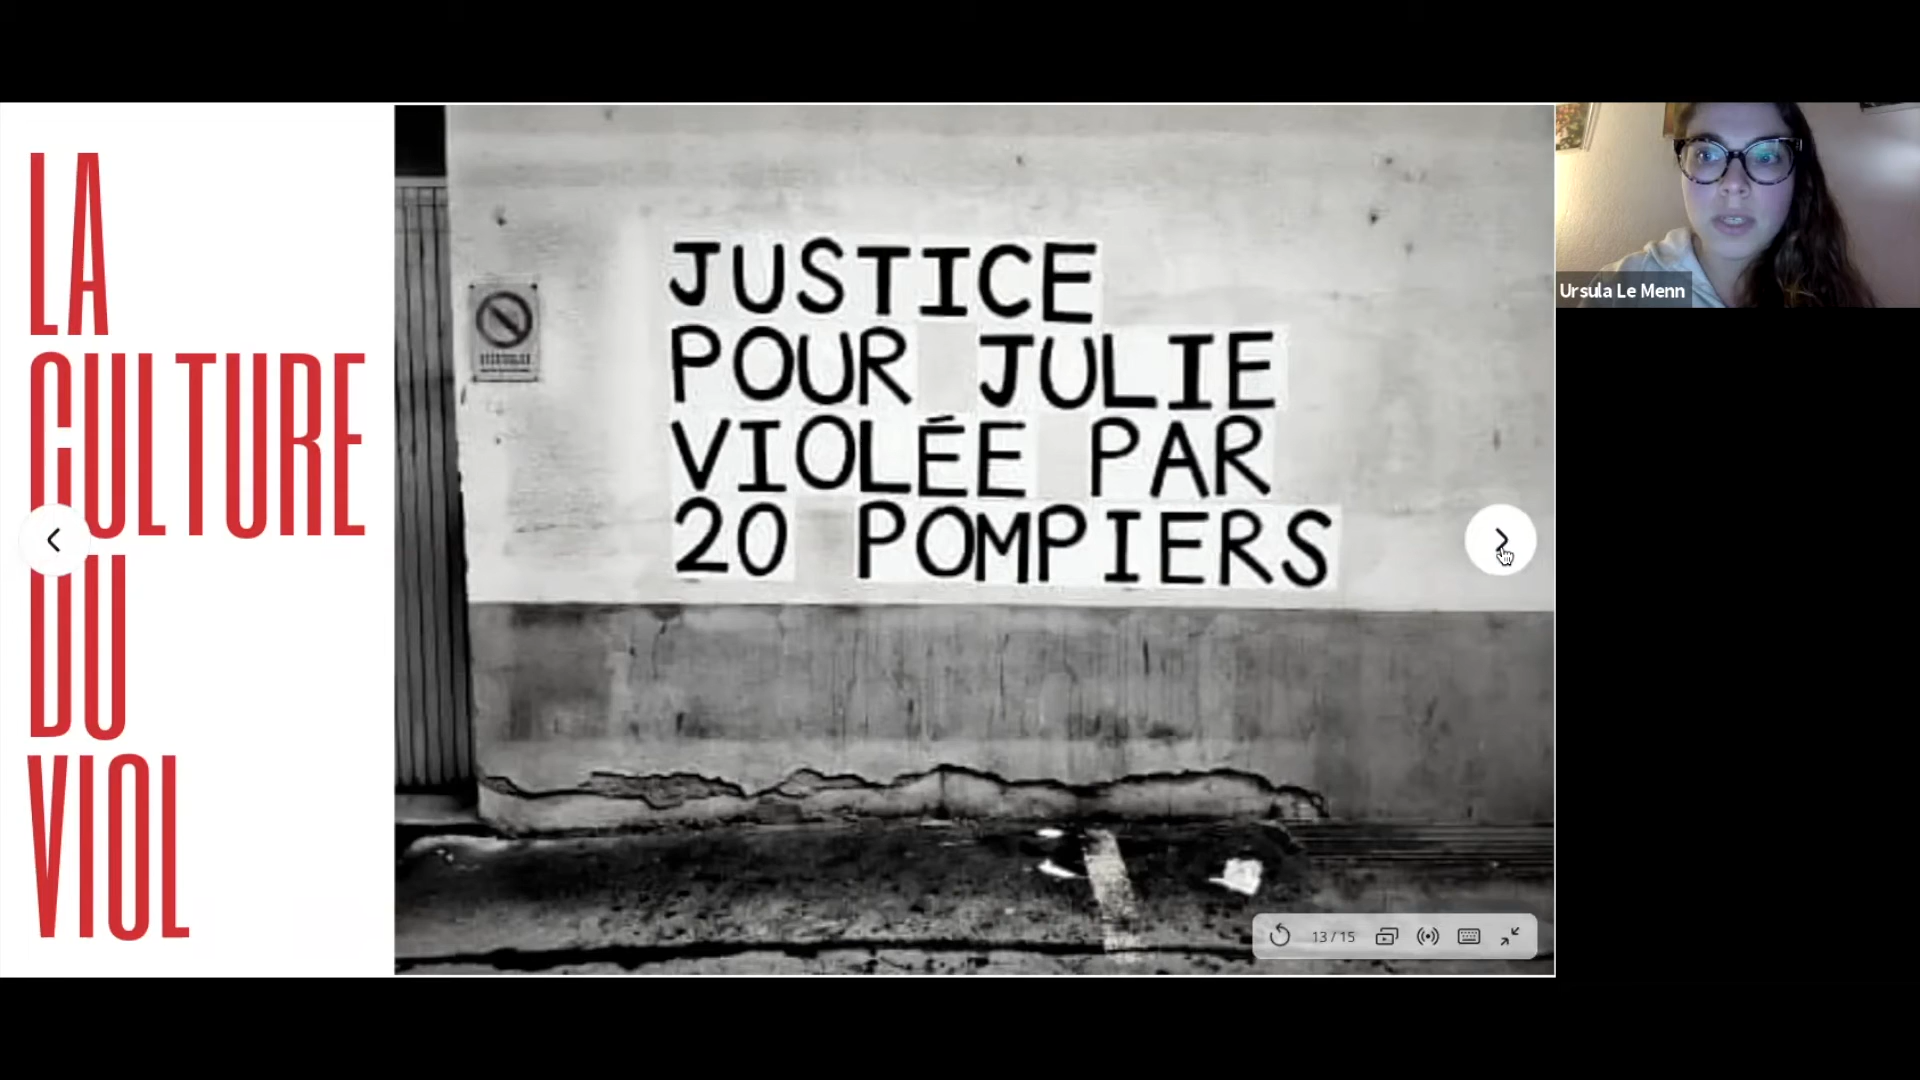 LA
CULTURE
DU
VIOL
JUSTICE
POUR JULIE
VIOLÉE PAR
20 POMPIERS
Ursula Le Menn
13/15